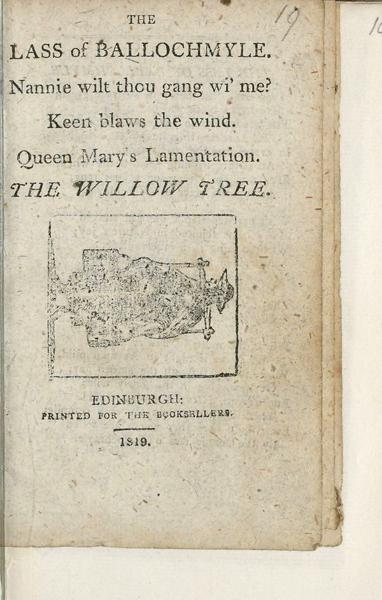 THE
LASS of BALLOCHMYLE.
Nannie wilt thou gang wi' me?
Keen blaws the wind.
Queen Mary's Lamentation.
THE WILLOW TREE.
EDINBURGH:
PRINTED FOR THE BOOKSELLERS.
1819.
19